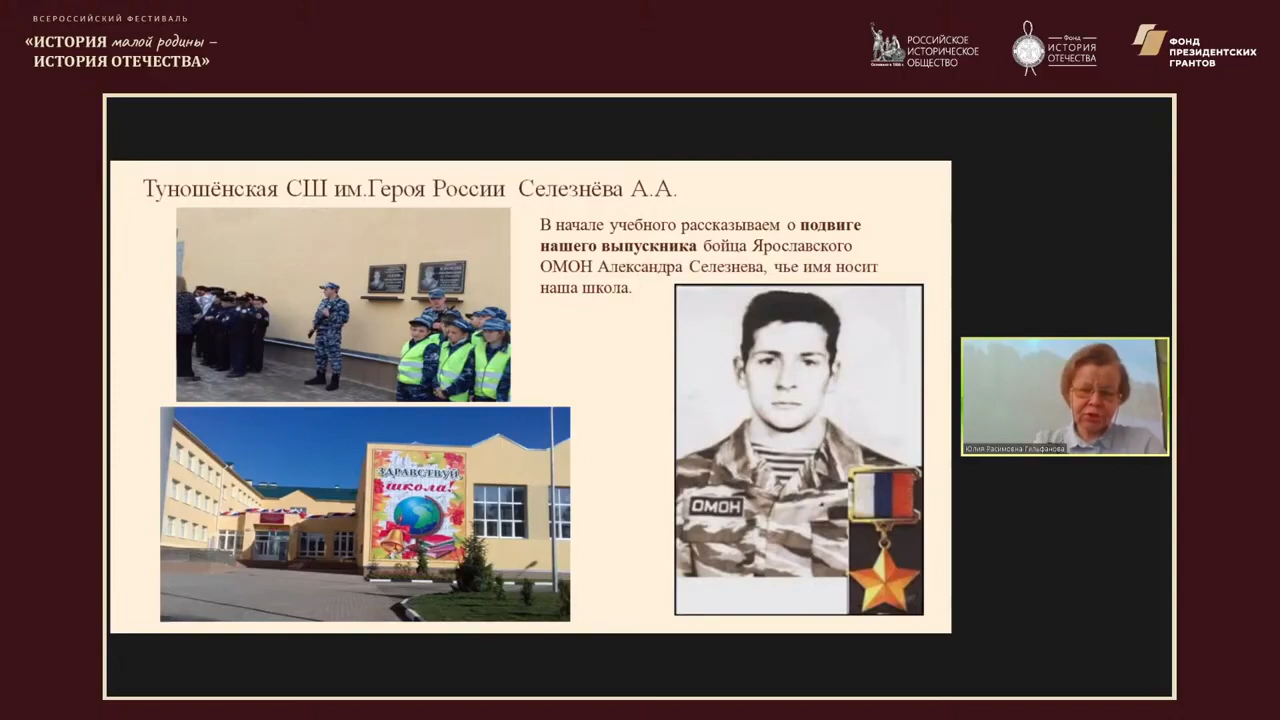 ВСЕРОССИЙСКИЙ ФЕСТИВАЛЬ
«ИСТОРИЯ малой родины –
ИСТОРИЯ ОТЕЧЕСТВА»
РОССИЙСКОЕ
ИСТОРИЧЕСКОЕ
ОБЩЕСТВО
Фонд
ИСТОРИЯ
ОТЕЧЕСТВА
ФОНД
ПРЕЗИДЕНТСКИХ
ГРАНТОВ
Туношёнская СШ им.Героя России Селезнёва А.А.
В начале учебного рассказываем о подвиге
нашего выпускника бойца Ярославского
ОМОН Александра Селезнева, чье имя носит
наша школа.
ЗДРАВСТВУЙ
школа!
ОМОН
Юлия Расимовна Гильфанова